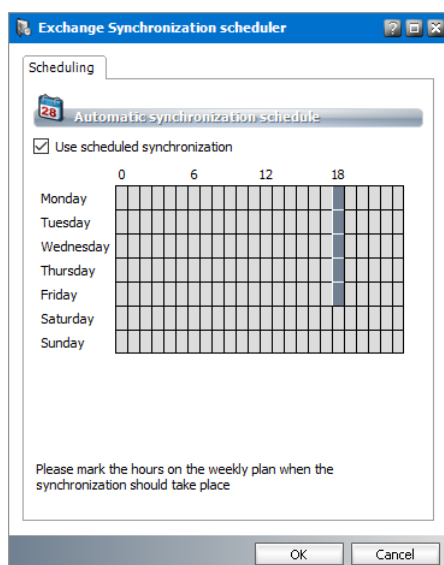 Exchange Synchronization scheduler
Scheduling
28
Automatic synchronization schedule
Use scheduled synchronization
0 6 12 18
Monday
Tuesday
Wednesday
Thursday
Friday
Saturday
Sunday
Please mark the hours on the weekly plan when the
synchronization should take place
OK Cancel